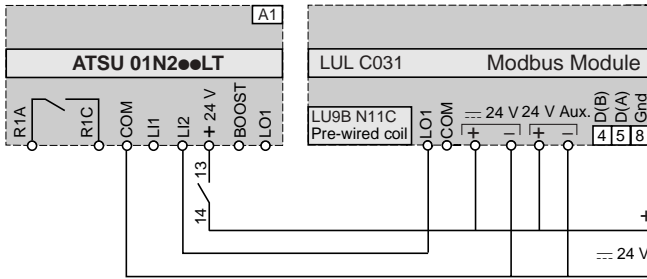 A1
ATSU 01N2●●LT
LUL C031 Modbus Module
R1A R1C COM LI1 LI2 + 24 V BOOST LO1
LU9B N11C
Pre-wired coil
LO1 COM ⎓ 24 V 24 V Aux. D(B) D(A) Gnd
+ – + – 4 5 8
13
14
+
⎓ 24 V